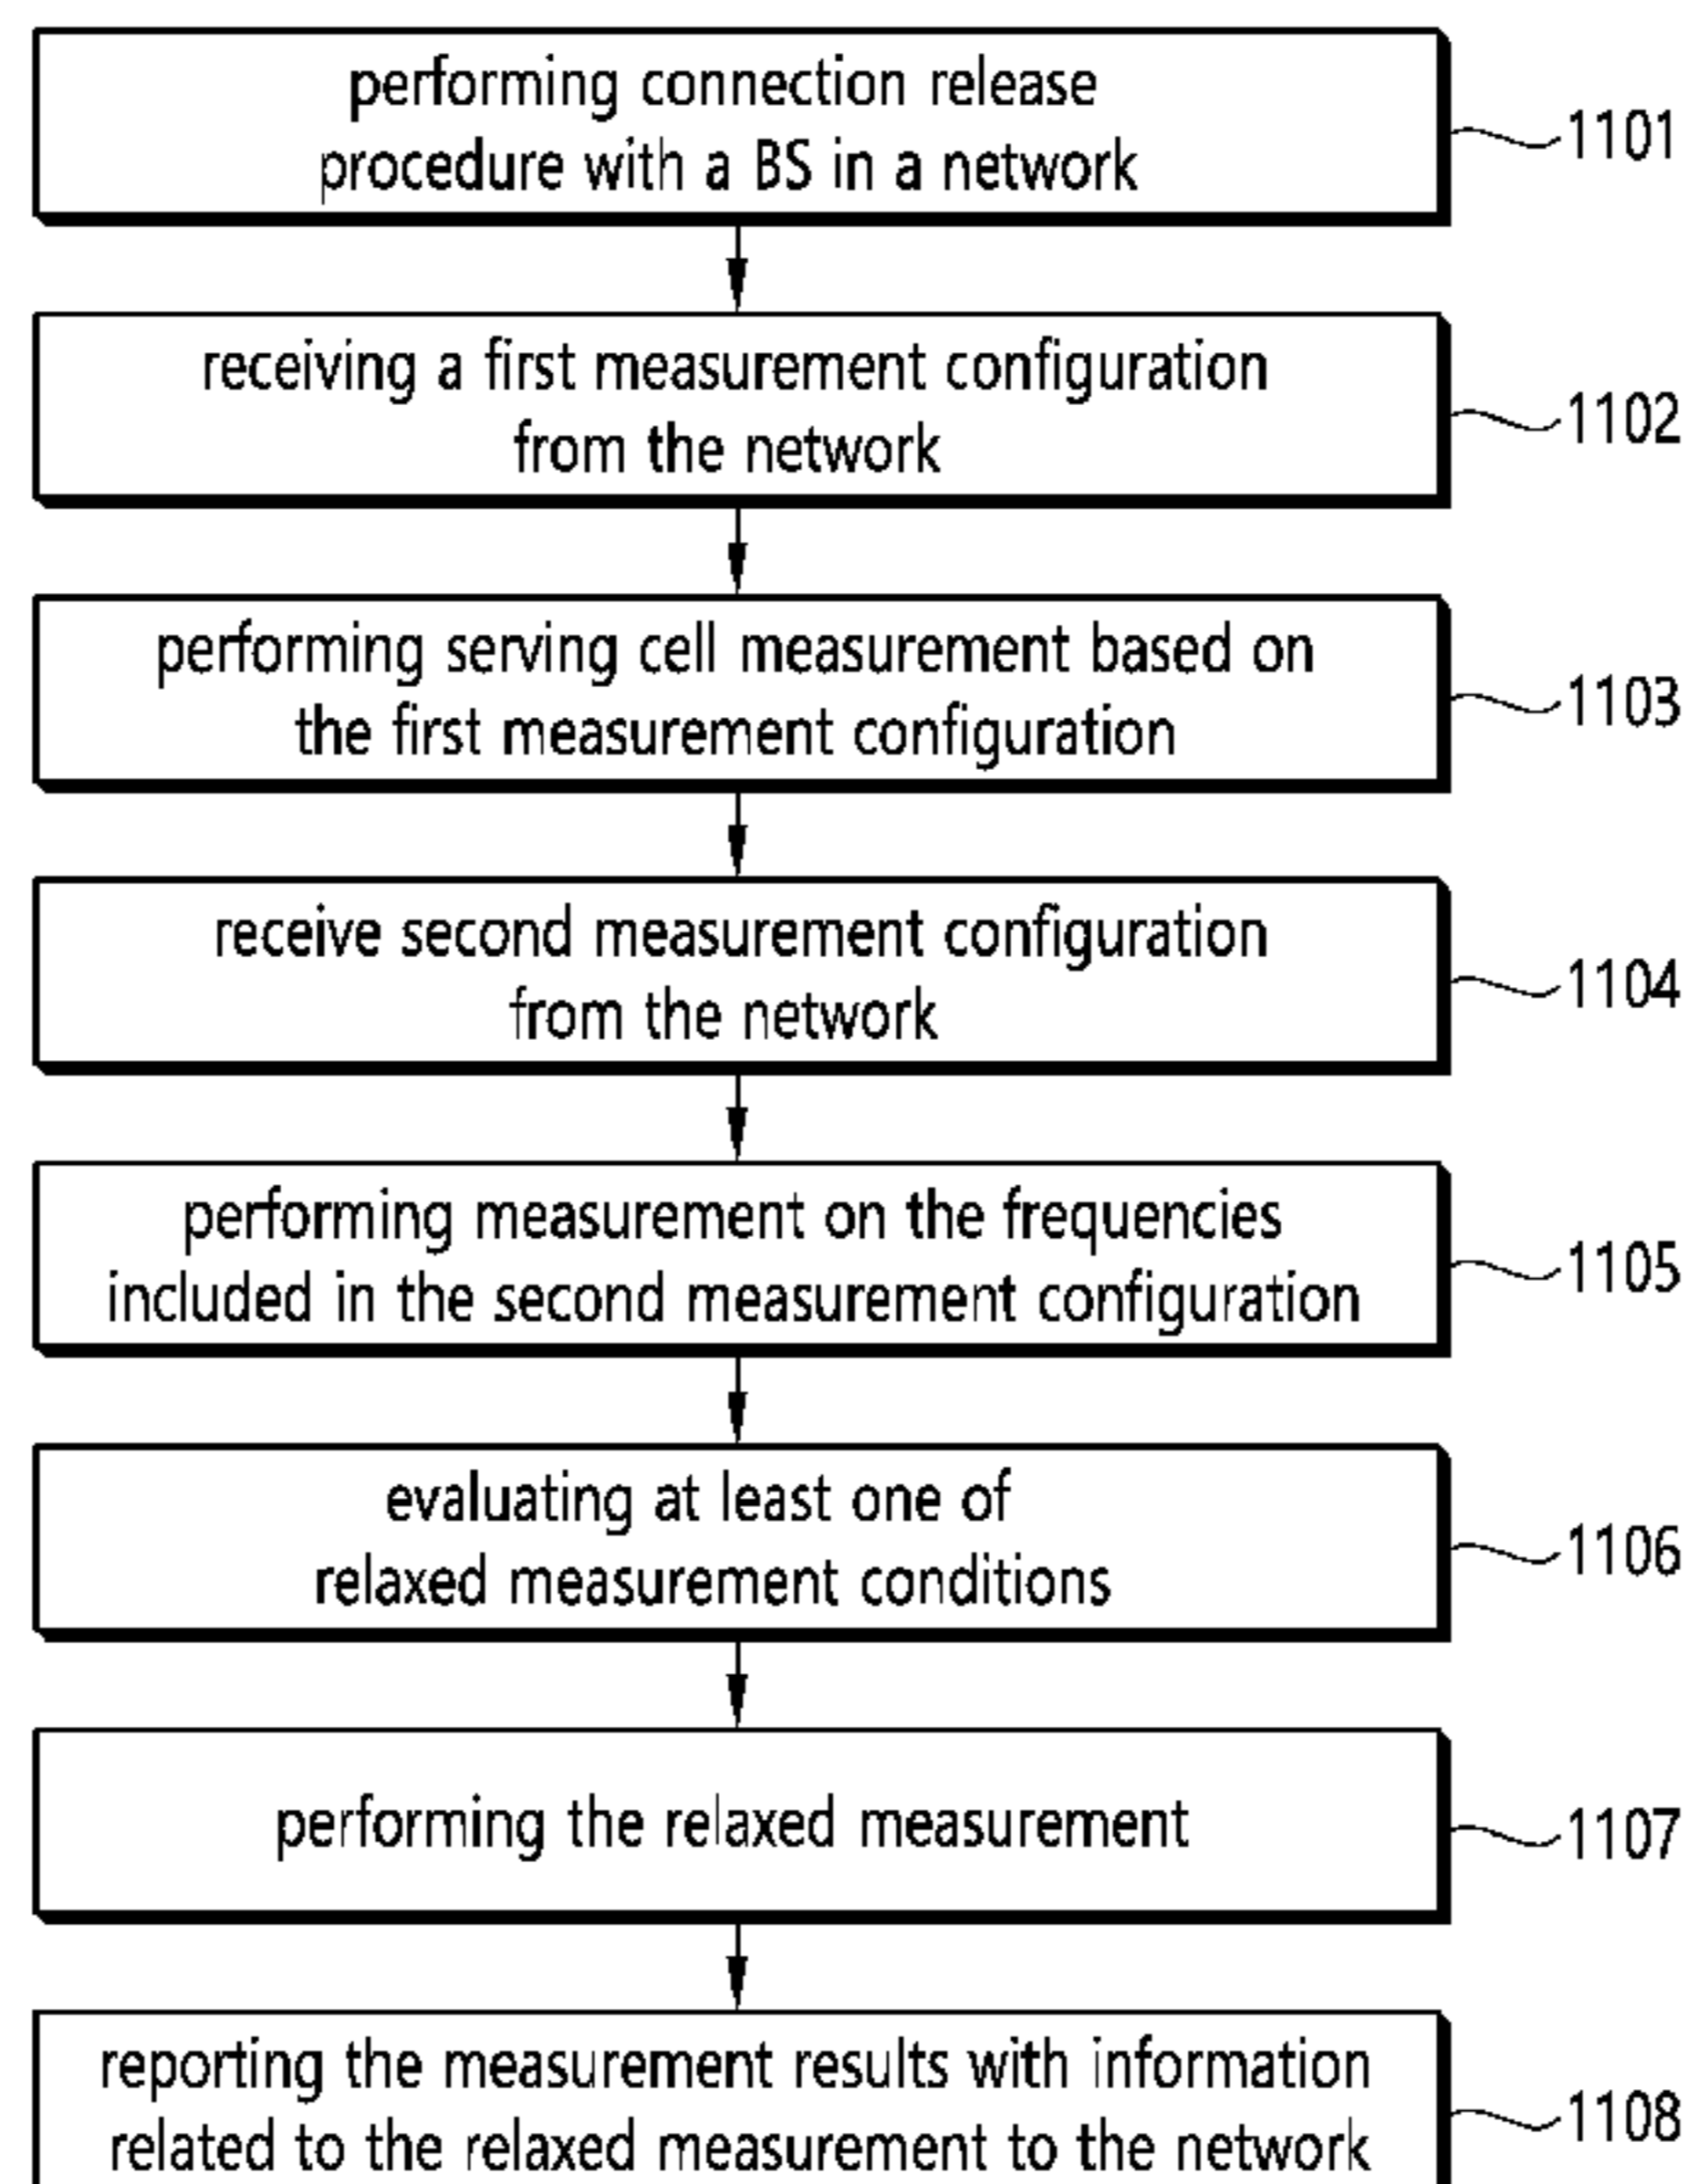 performing connection release
procedure with a BS in a network
1101
receiving a first measurement configuration
from the network
1102
performing serving cell measurement based on
the first measurement configuration
1103
receive second measurement configuration
from the network
1104
performing measurement on the frequencies
included in the second measurement configuration
1105
evaluating at least one of
relaxed measurement conditions
1106
performing the relaxed measurement
1107
reporting the measurement results with information
related to the relaxed measurement to the network
1108